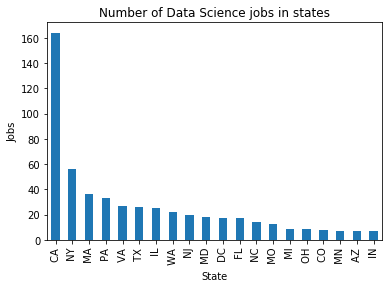 Number of Data Science jobs in states
160
140
120
100
80
60
40
20
0
Jobs
CA
NY
MA
PA
VA
TX
IL
WA
NJ
MD
DC
FL
NC
MO
MI
OH
CO
MN
AZ
IN
State